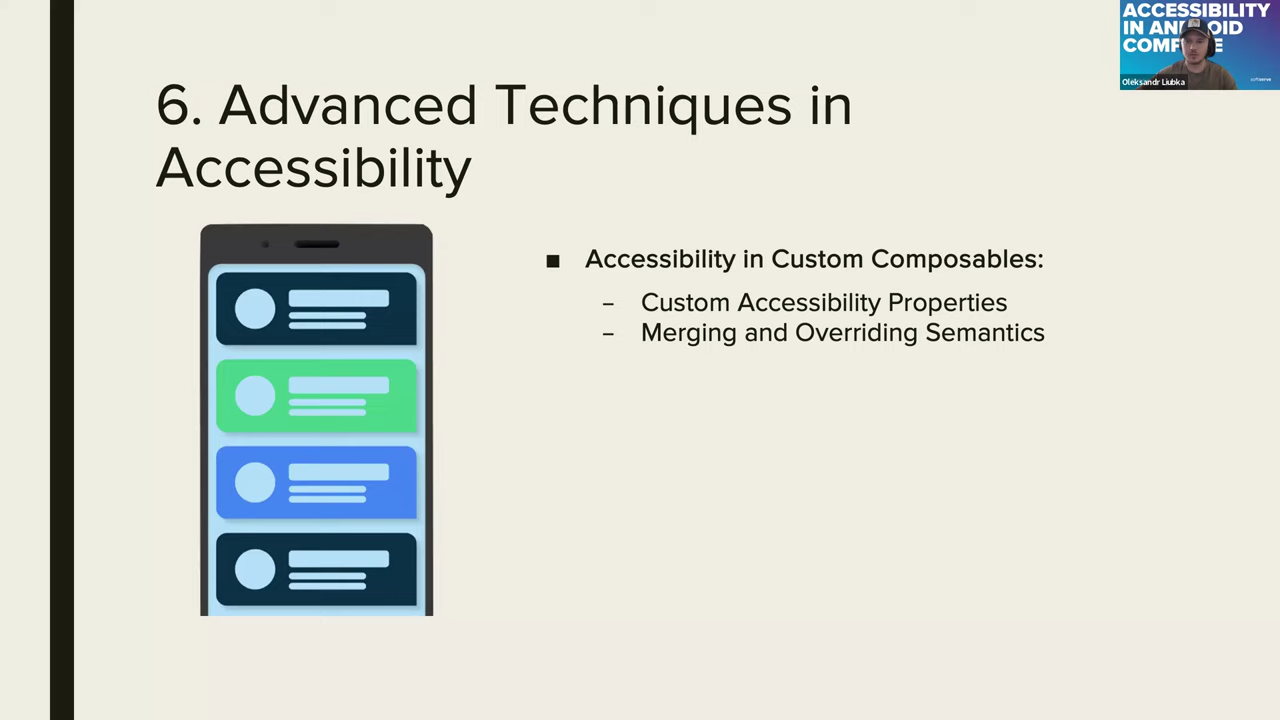 ACCESSIBILITY
Oleksandr Liubka
softserve
6. Advanced Techniques in
Accessibility
■ Accessibility in Custom Composables:
– Custom Accessibility Properties
– Merging and Overriding Semantics